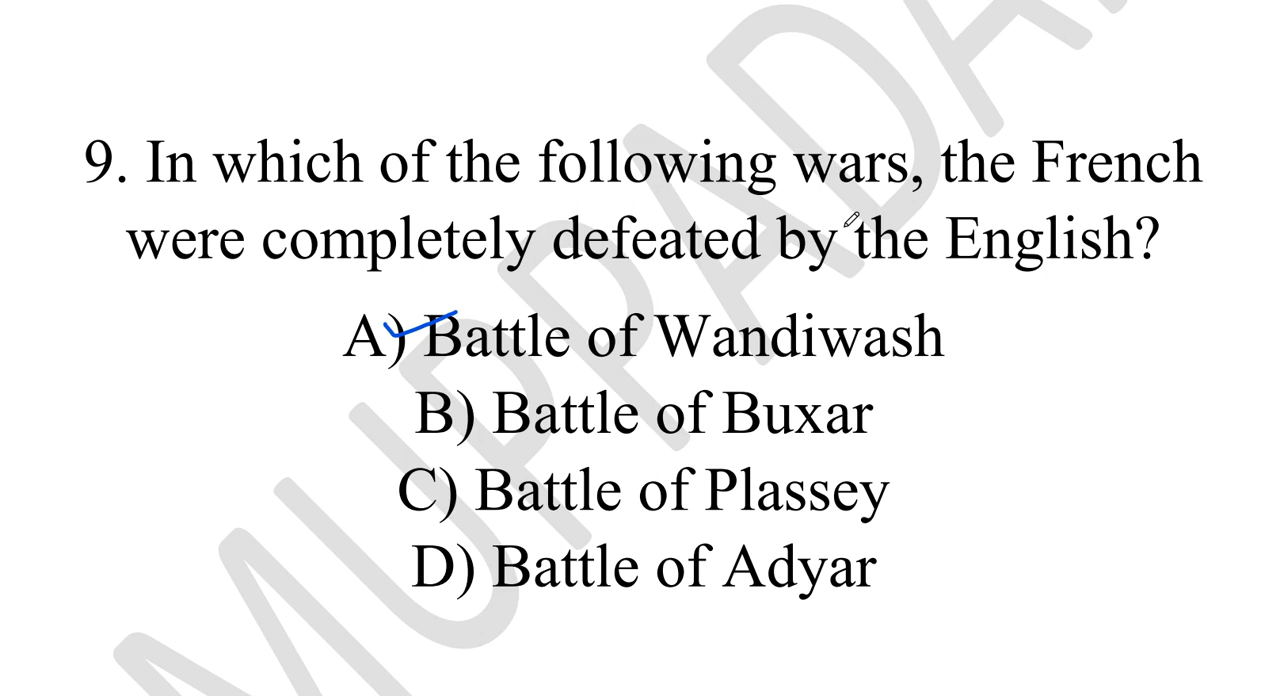 9. In which of the following wars, the French
were completely defeated by the English?
A) Battle of Wandiwash
B) Battle of Buxar
C) Battle of Plassey
D) Battle of Adyar
MUPPADA